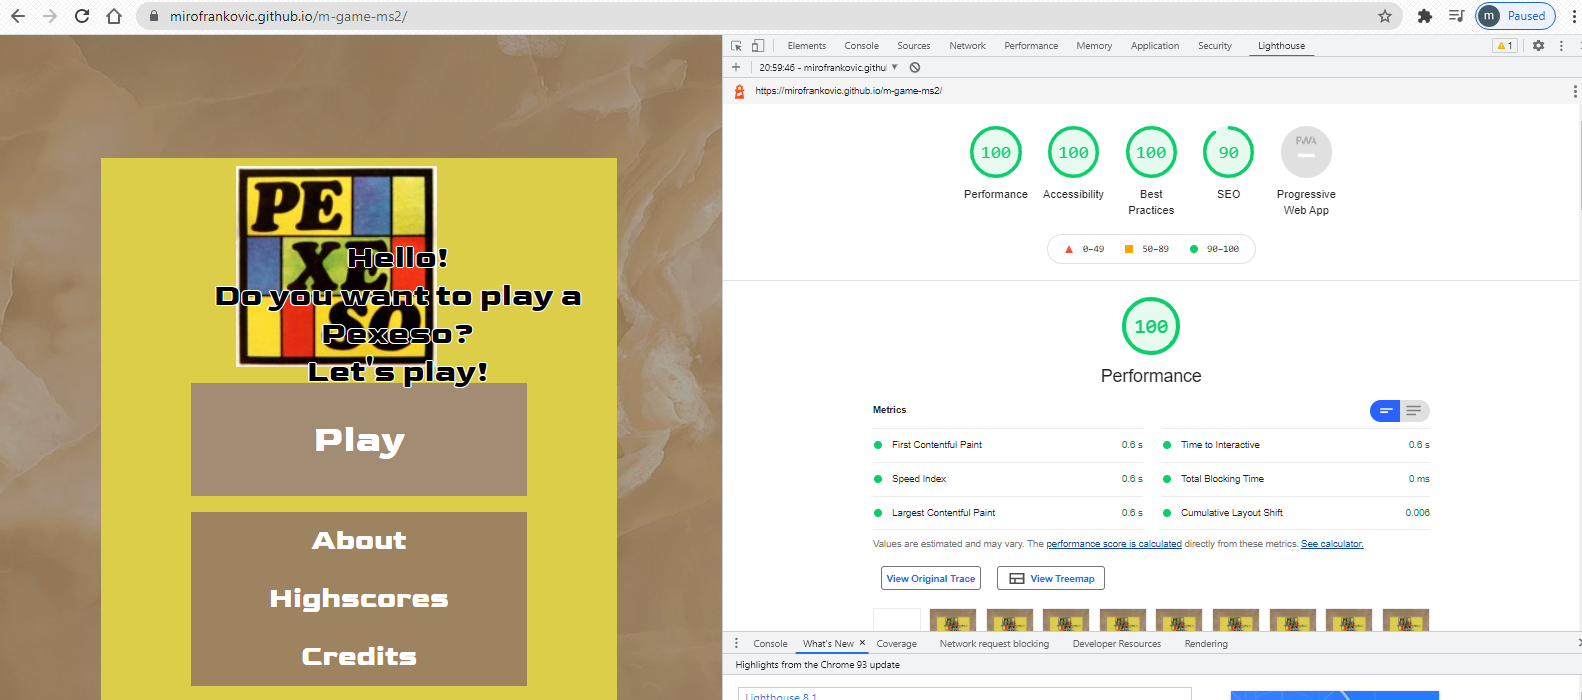 mirofrankovic.github.io/m-game-ms2/
m Paused
PE
XE
SO
Hello!
Do you want to play a
Pexeso?
Let's play!
Play
About
Highscores
Credits
Elements Console Sources Network Performance Memory Application Security Lighthouse 1
20:59:46 - mirofrankovic.githu
https://mirofrankovic.github.io/m-game-ms2/
100 100 100 90 PWA
Performance Accessibility Best Practices SEO Progressive Web App
0–49 50–89 90–100
100
Performance
Metrics
First Contentful Paint 0.6 s Time to Interactive 0.6 s
Speed Index 0.6 s Total Blocking Time 0 ms
Largest Contentful Paint 0.6 s Cumulative Layout Shift 0.006
Values are estimated and may vary. The performance score is calculated directly from these metrics. See calculator.
View Original Trace View Treemap
Console What's New × Coverage Network request blocking Developer Resources Rendering
Highlights from the Chrome 93 update
Lighthouse 8.1